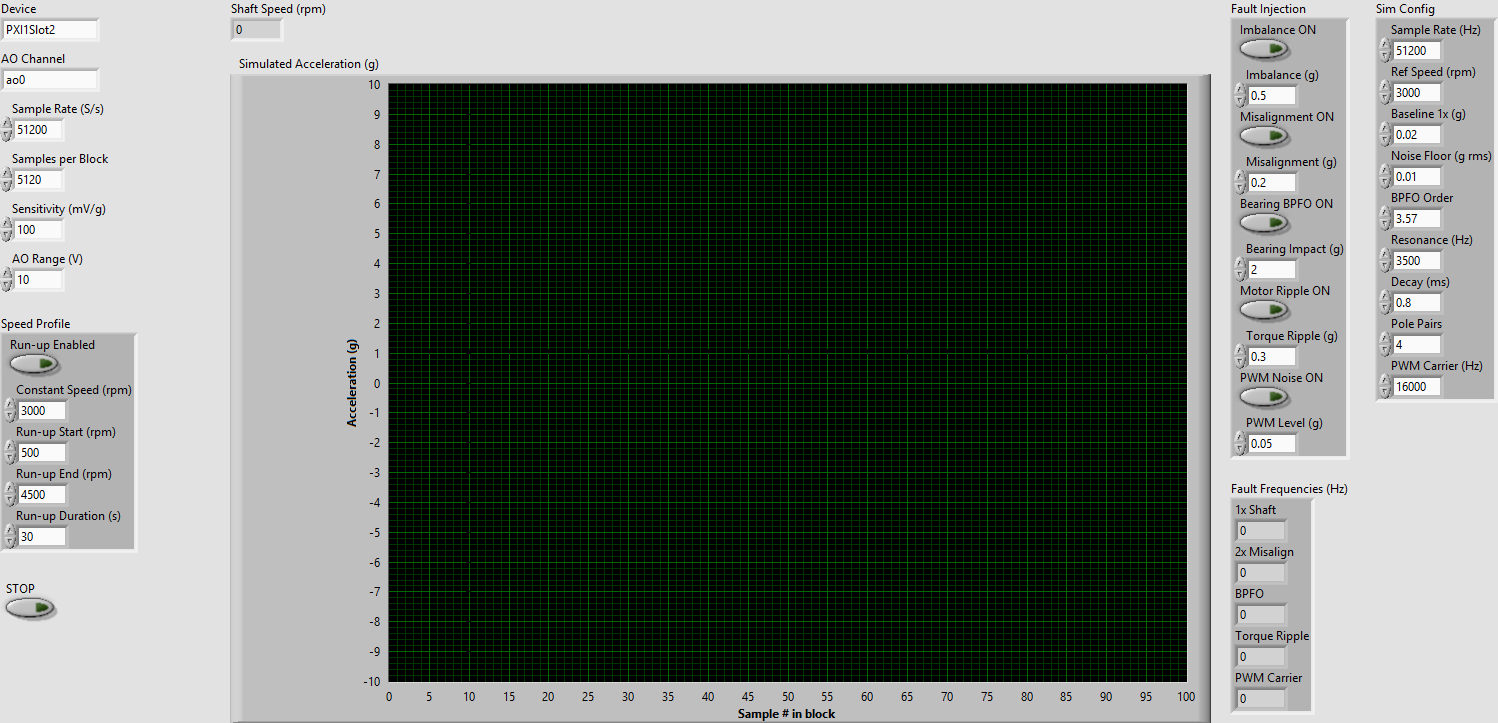 Device
PXI1Slot2
AO Channel
ao0
Sample Rate (S/s)
51200
Samples per Block
5120
Sensitivity (mV/g)
100
AO Range (V)
10
Speed Profile
Run-up Enabled
Constant Speed (rpm)
3000
Run-up Start (rpm)
500
Run-up End (rpm)
4500
Run-up Duration (s)
30
STOP
Shaft Speed (rpm)
0
Simulated Acceleration (g)
10
9
8
7
6
5
4
3
2
1
0
-1
-2
-3
-4
-5
-6
-7
-8
-9
-10
Acceleration (g)
0 5 10 15 20 25 30 35 40 45 50 55 60 65 70 75 80 85 90 95 100
Sample # in block
Fault Injection
Imbalance ON
Imbalance (g)
0.5
Misalignment ON
Misalignment (g)
0.2
Bearing BPFO ON
Bearing Impact (g)
2
Motor Ripple ON
Torque Ripple (g)
0.3
PWM Noise ON
PWM Level (g)
0.05
Fault Frequencies (Hz)
1x Shaft
0
2x Misalign
0
BPFO
0
Torque Ripple
0
PWM Carrier
0
Sim Config
Sample Rate (Hz)
51200
Ref Speed (rpm)
3000
Baseline 1x (g)
0.02
Noise Floor (g rms)
0.01
BPFO Order
3.57
Resonance (Hz)
3500
Decay (ms)
0.8
Pole Pairs
4
PWM Carrier (Hz)
16000